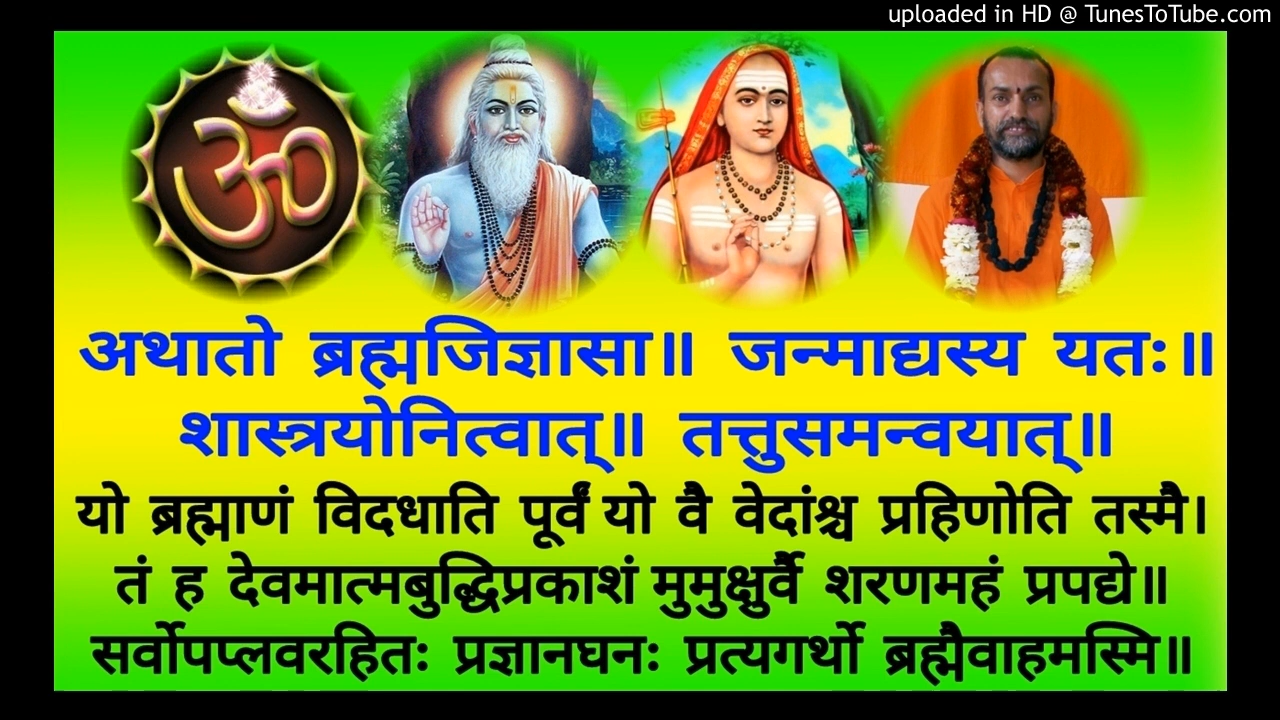 uploaded in HD @ TunesToTube.com
ॐ
अथातो ब्रह्मजिज्ञासा॥ जन्माद्यस्य यतः॥
शास्त्रयोनित्वात्॥ तत्तुसमन्वयात्॥
यो ब्रह्माणं विदधाति पूर्वं यो वै वेदांश्च प्रहिणोति तस्मै।
तं ह देवमात्मबुद्धिप्रकाशं मुमुक्षुर्वै शरणमहं प्रपद्ये॥
सर्वोपप्लवरहितः प्रज्ञानघनः प्रत्यगर्थो ब्रह्मैवाहमस्मि॥